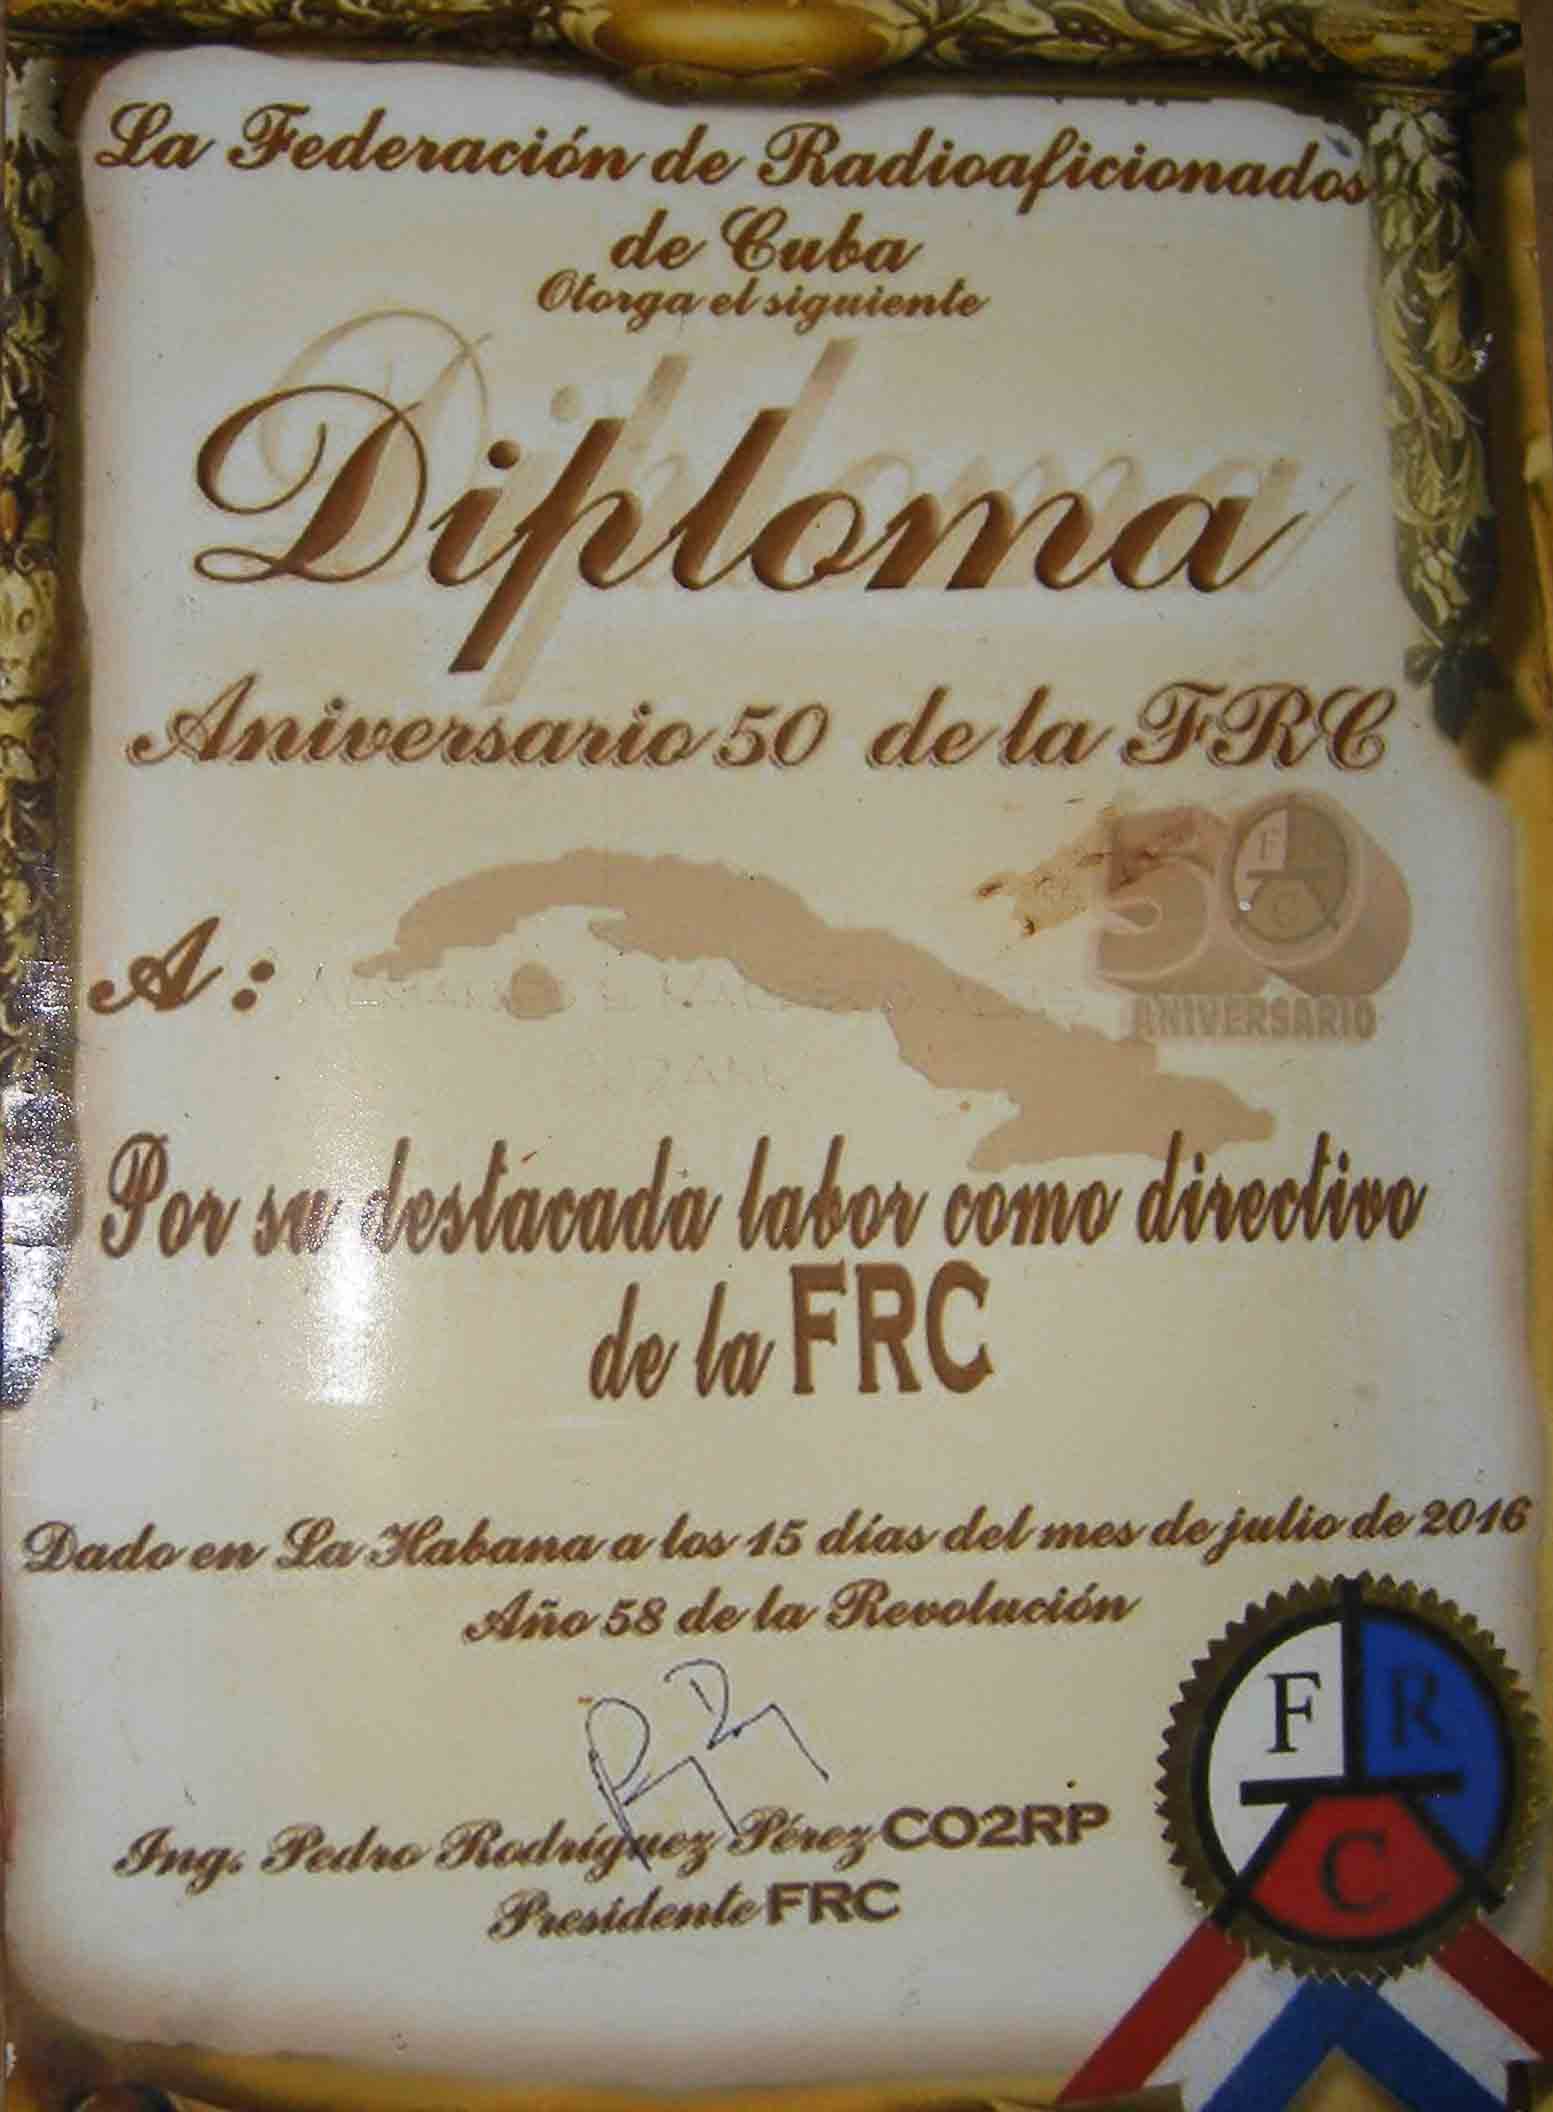 La Federación de Radioaficionados
de Cuba
Otorga el siguiente
Diploma
Aniversario 50 de la FRC
50
F R C
ANIVERSARIO
A:
Por su destacada labor como directivo
de la FRC
Dado en La Habana a los 15 días del mes de julio de 2016
Año 58 de la Revolución
Ing. Pedro Rodríguez Pérez CO2RP
Presidente FRC
F R
C